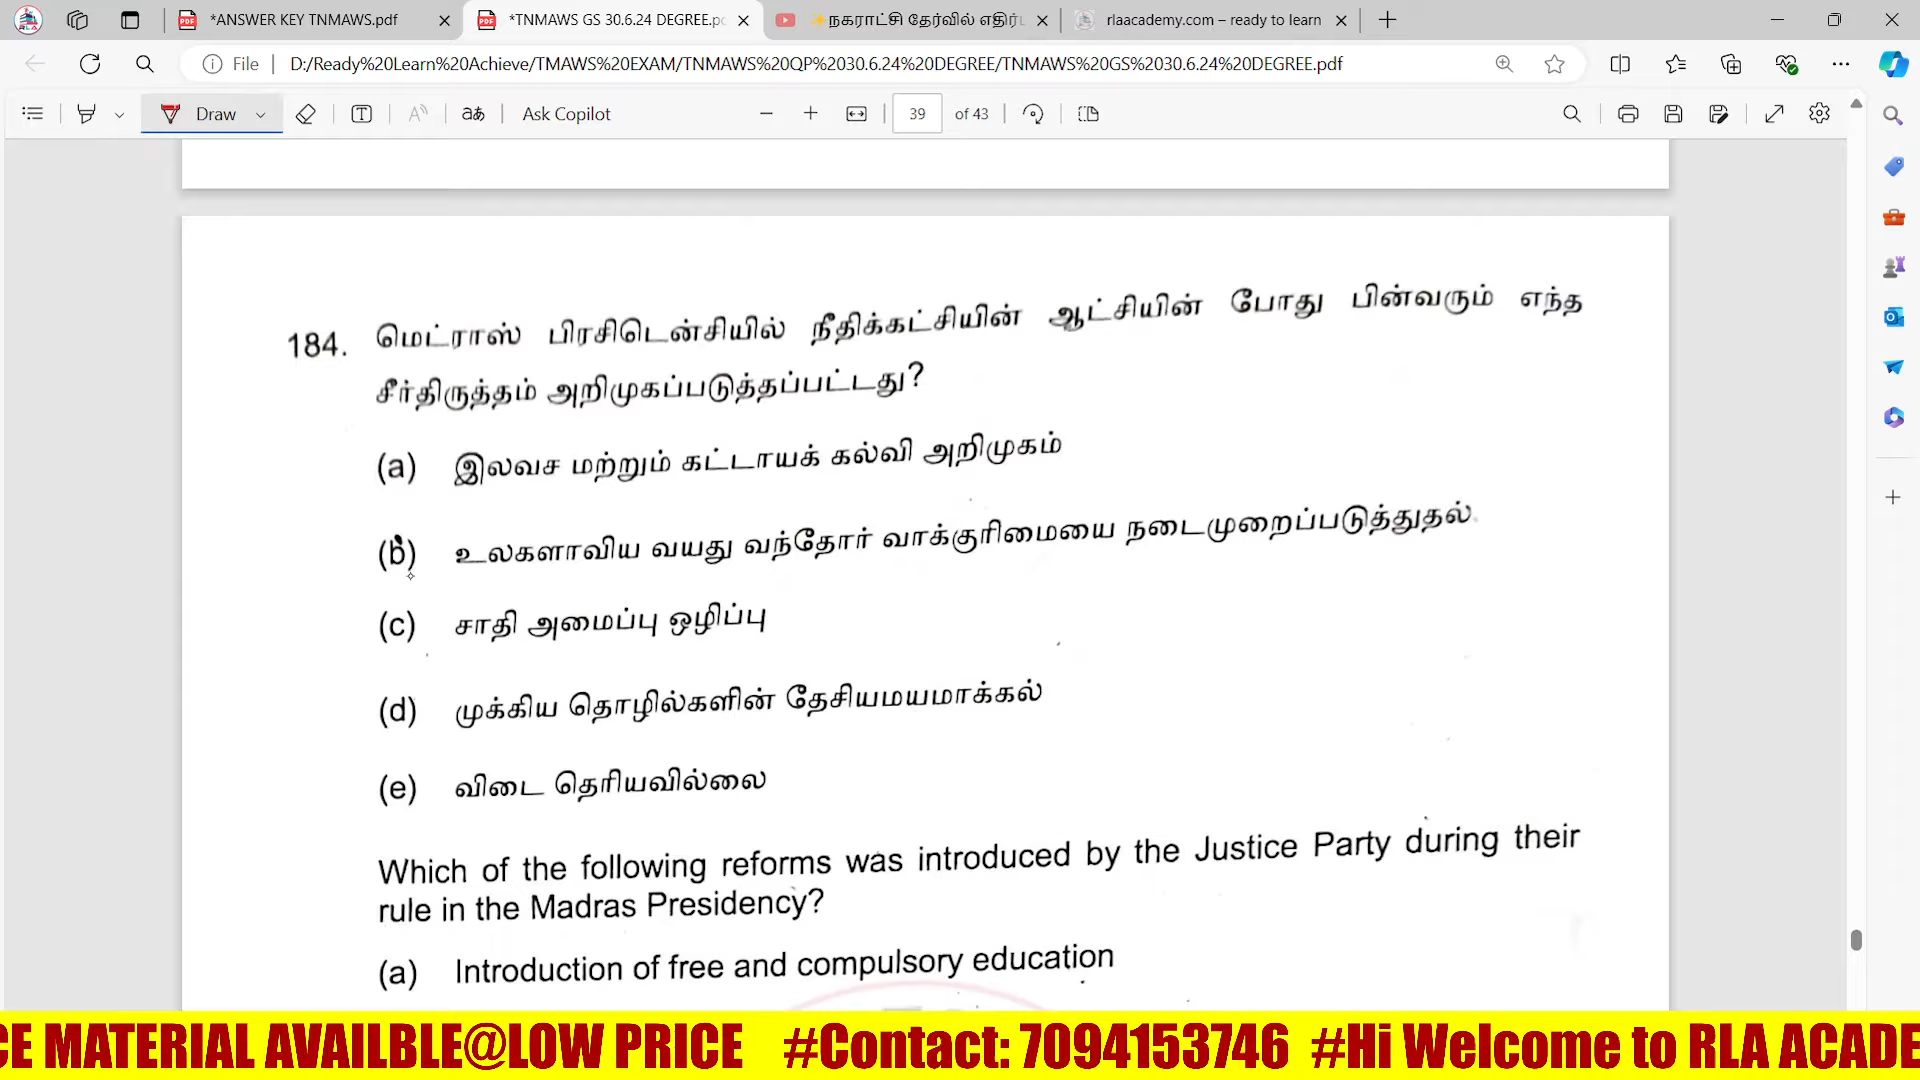 *ANSWER KEY TNMAWS.pdf
*TNMAWS GS 30.6.24 DEGREE.p
✨நகராட்சி தேர்வில் எதிர்
rlaacademy.com – ready to learn
File
D:/Ready%20Learn%20Achieve/TMAWS%20EXAM/TNMAWS%20QP%2030.6.24%20DEGREE/TNMAWS%20GS%2030.6.24%20DEGREE.pdf
Draw
Ask Copilot
39 of 43
184. மெட்ராஸ் பிரசிடென்சியில் நீதிக்கட்சியின் ஆட்சியின் போது பின்வரும் எந்த
சீர்திருத்தம் அறிமுகப்படுத்தப்பட்டது?
(a) இலவச மற்றும் கட்டாயக் கல்வி அறிமுகம்
(b) உலகளாவிய வயது வந்தோர் வாக்குரிமையை நடைமுறைப்படுத்துதல்
(c) சாதி அமைப்பு ஒழிப்பு
(d) முக்கிய தொழில்களின் தேசியமயமாக்கல்
(e) விடை தெரியவில்லை
Which of the following reforms was introduced by the Justice Party during their
rule in the Madras Presidency?
(a) Introduction of free and compulsory education
CE MATERIAL AVAILBLE@LOW PRICE #Contact: 7094153746 #Hi Welcome to RLA ACADE